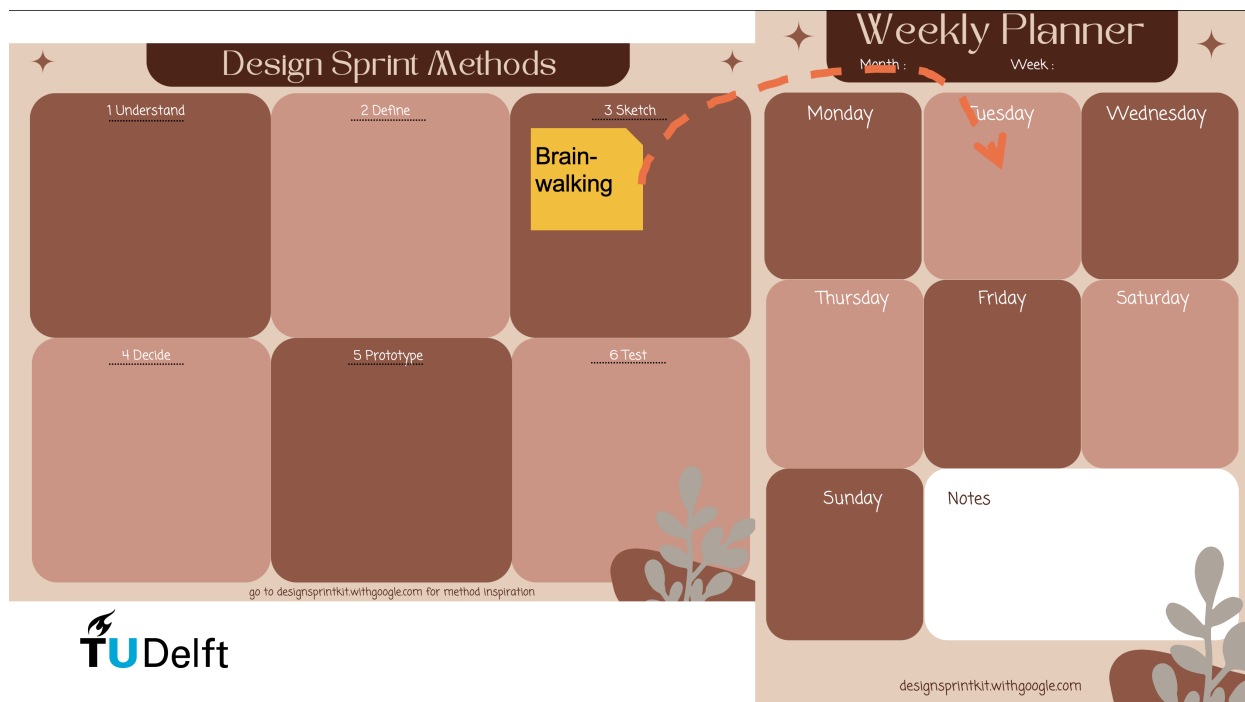 Design Sprint Methods
1 Understand
2 Define
3 Sketch
Brain-
walking
4 Decide
5 Prototype
6 Test
go to designsprintkit.withgoogle.com for method inspiration
TUDelft
Weekly Planner
Month :
Week :
Monday
Tuesday
Wednesday
Thursday
Friday
Saturday
Sunday
Notes
designsprintkit.withgoogle.com